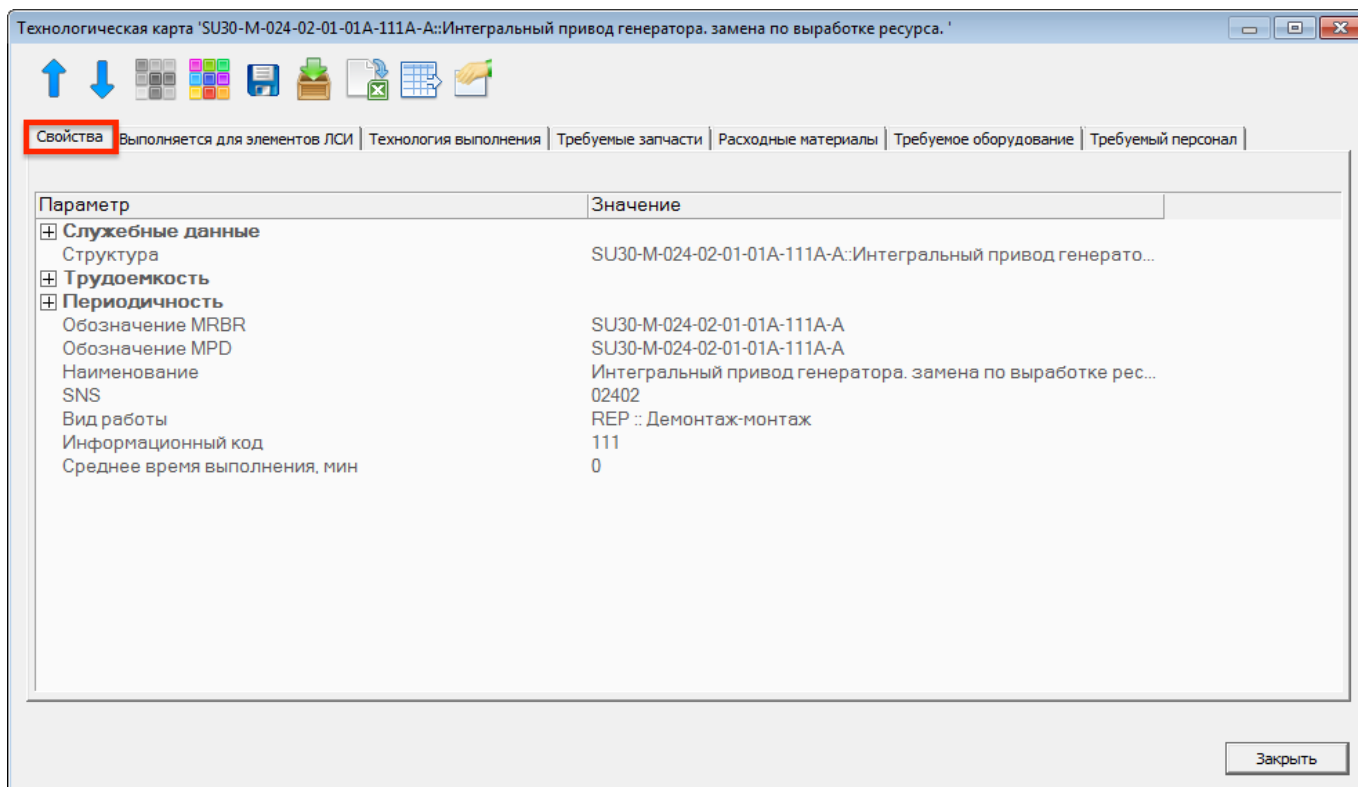 Технологическая карта 'SU30-M-024-02-01-01A-111A-A::Интегральный привод генератора. замена по выработке ресурса. '
Свойства Выполняется для элементов ЛСИ Технология выполнения Требуемые запчасти Расходные материалы Требуемое оборудование Требуемый персонал
Параметр Значение
Служебные данные
Структура SU30-M-024-02-01-01A-111A-A::Интегральный привод генерато...
Трудоемкость
Периодичность
Обозначение MRBR SU30-M-024-02-01-01A-111A-A
Обозначение MPD SU30-M-024-02-01-01A-111A-A
Наименование Интегральный привод генератора. замена по выработке рес...
SNS 02402
Вид работы REP :: Демонтаж-монтаж
Информационный код 111
Среднее время выполнения, мин 0
Закрыть